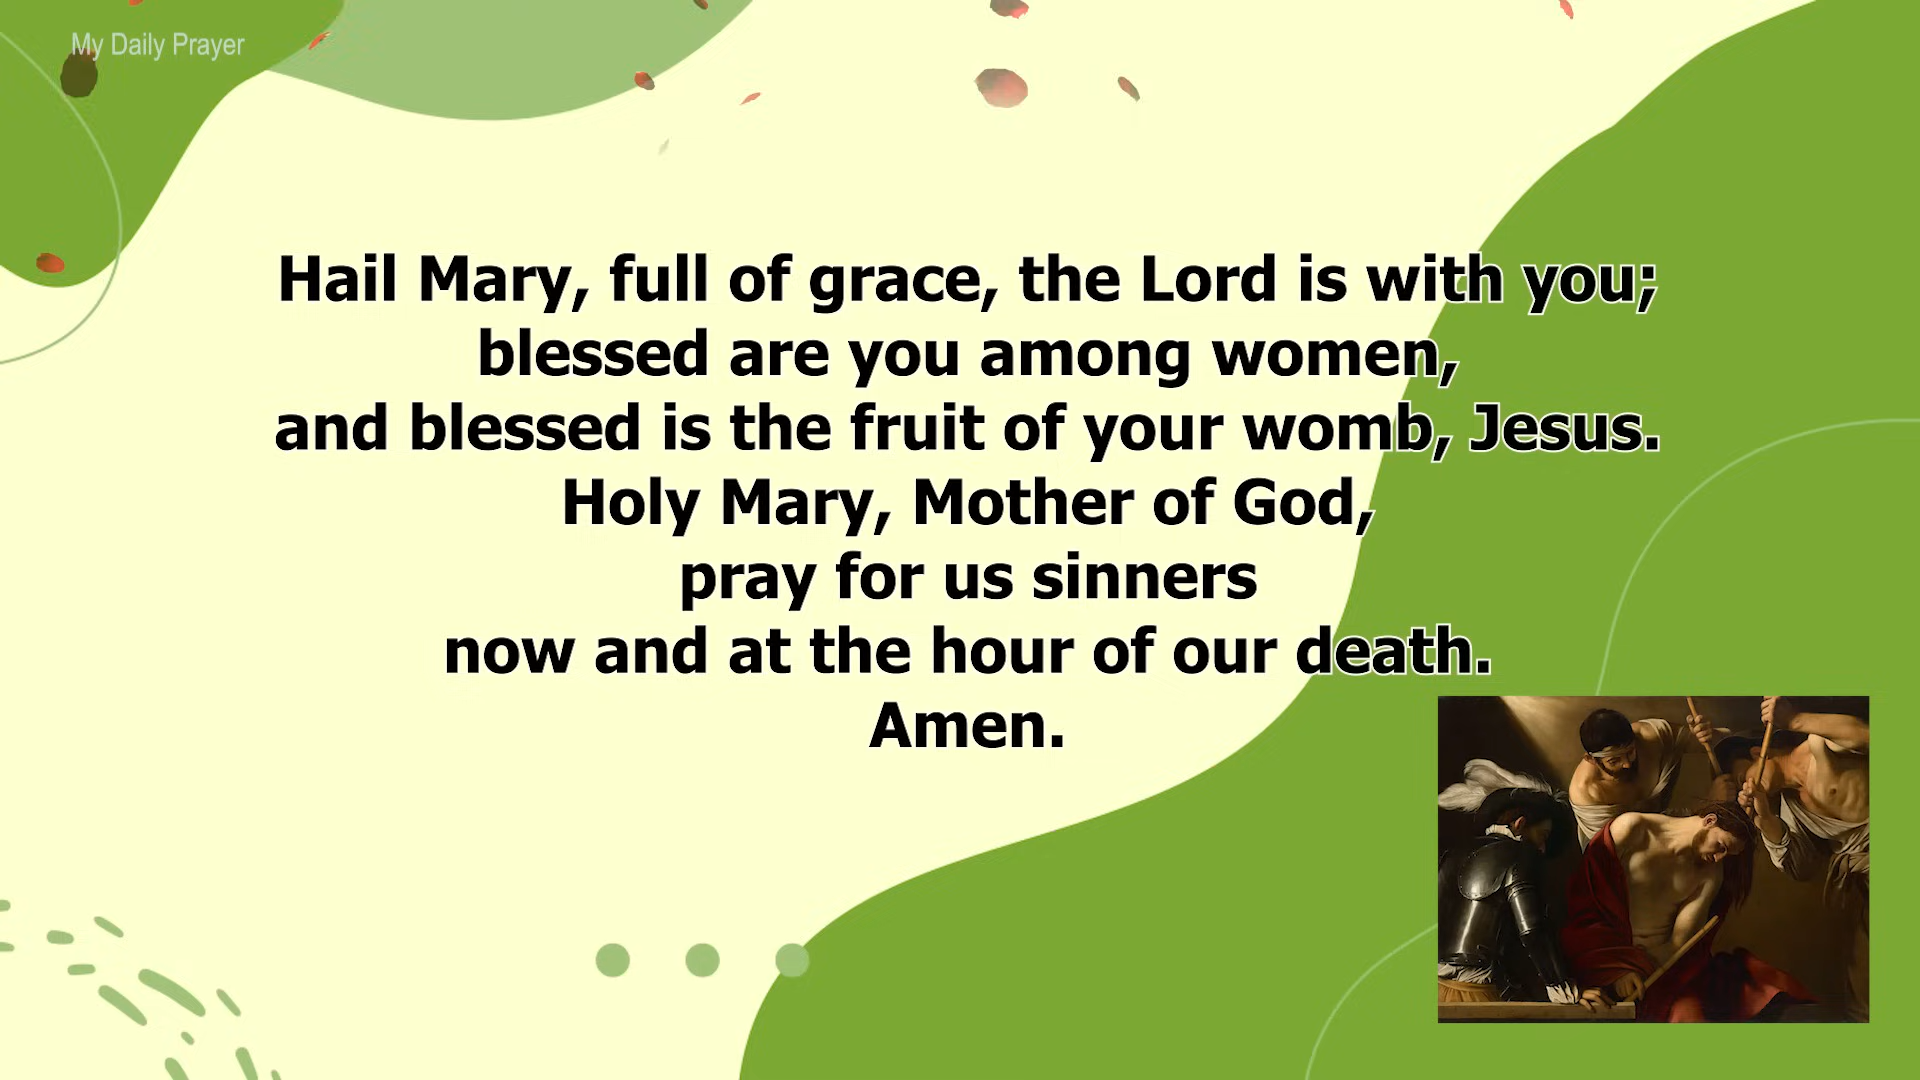 My Daily Prayer
Hail Mary, full of grace, the Lord is with you;
blessed are you among women,
and blessed is the fruit of your womb, Jesus.
Holy Mary, Mother of God,
pray for us sinners
now and at the hour of our death.
Amen.